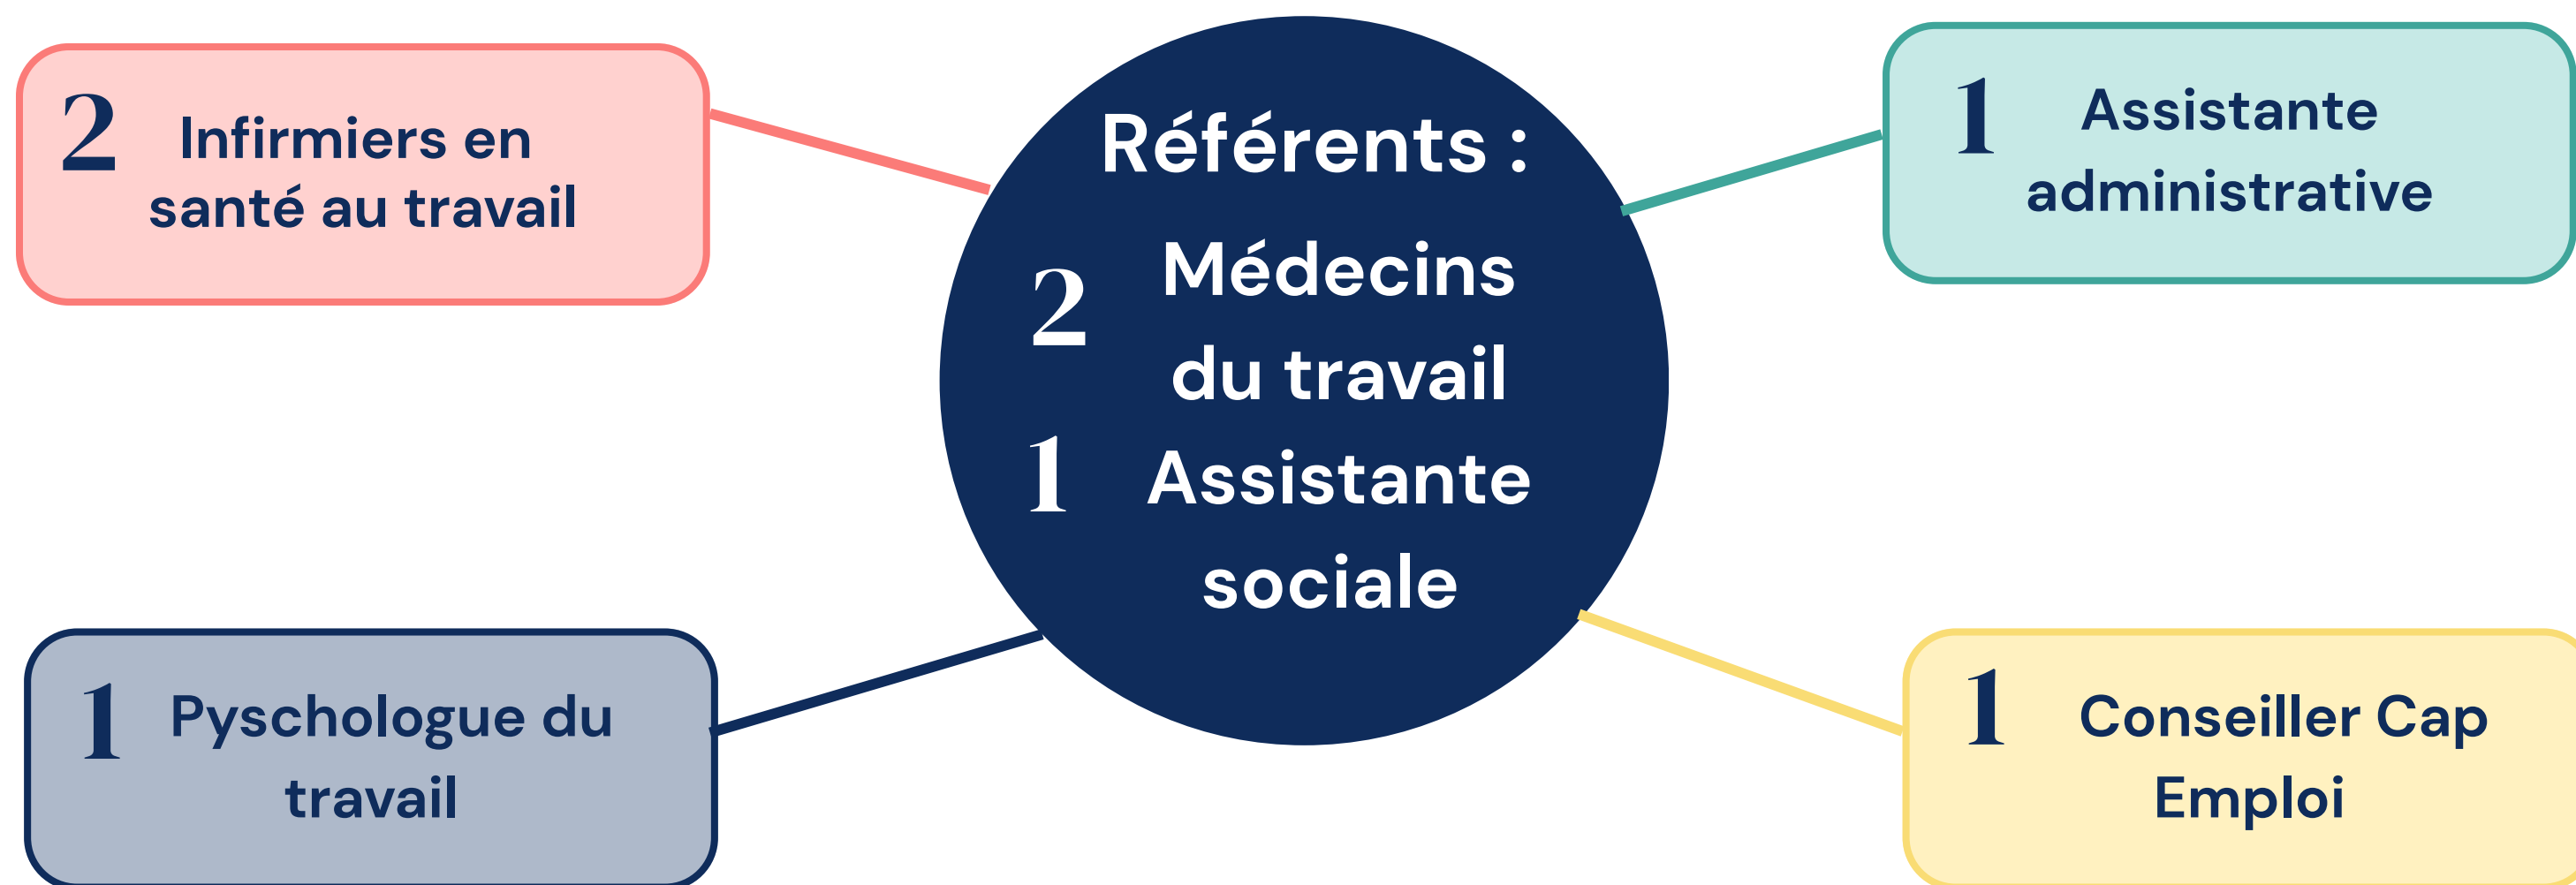 2 Infirmiers en
santé au travail
Référents :
2 Médecins
du travail
1 Assistante
sociale
1 Assistante
administrative
1 Pyschologue du
travail
1 Conseiller Cap
Emploi